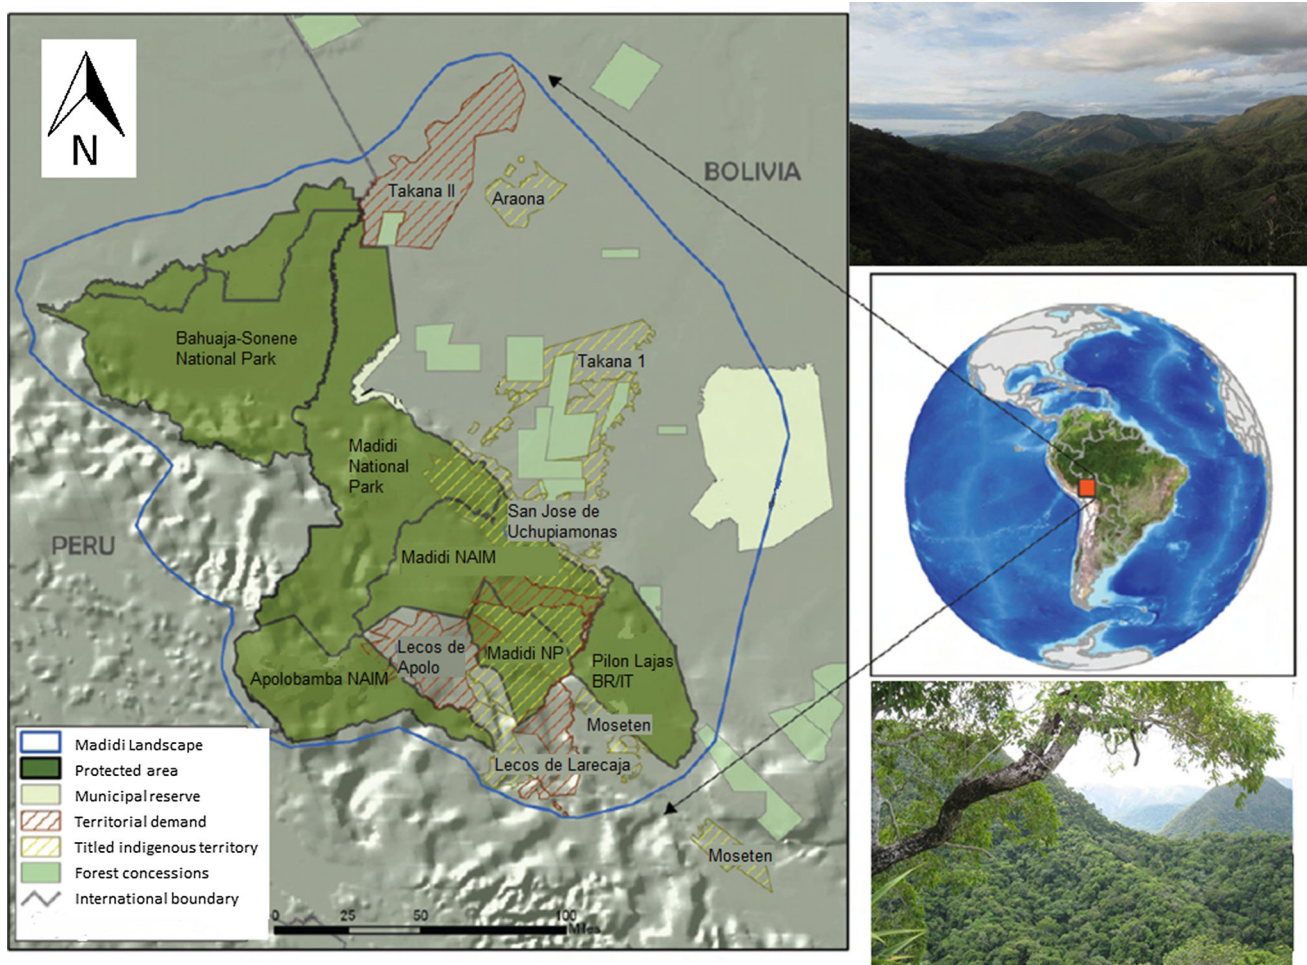 N
BOLIVIA
Takana II
Araona
Bahuaja-Sonene
National Park
Takana 1
Madidi
National
Park
San Jose de
Uchupiamonas
PERU
Madidi NAIM
Lecos de
Apolo
Madidi NP
Pilon Lajas
BR/IT
Apolobamba NAIM
Moseten
Lecos de Larecaja
Moseten
Madidi Landscape
Protected area
Municipal reserve
Territorial demand
Titled indigenous territory
Forest concessions
International boundary
0 25 50 100
Miles